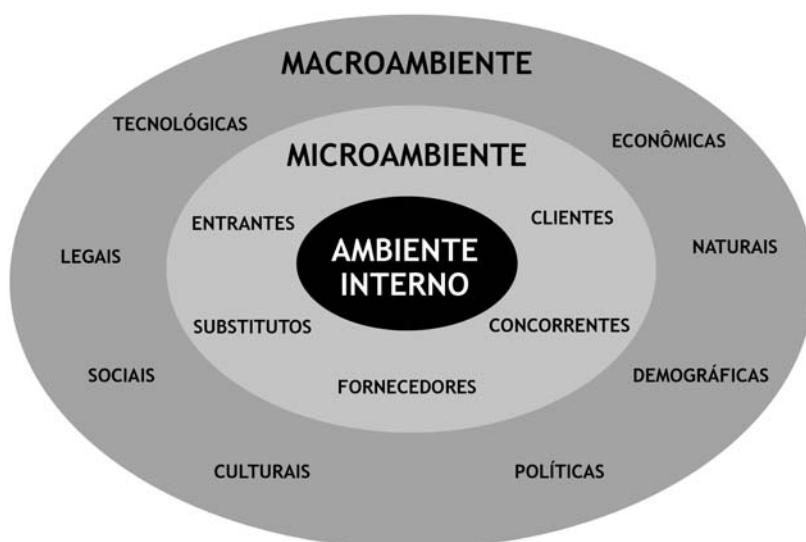 MACROAMBIENTE
TECNOLÓGICAS
ECONÔMICAS
MICROAMBIENTE
ENTRANTES
CLIENTES
LEGAIS
AMBIENTE
INTERNO
NATURAIS
SUBSTITUTOS
CONCORRENTES
SOCIAIS
FORNECEDORES
DEMOGRÁFICAS
CULTURAIS
POLÍTICAS